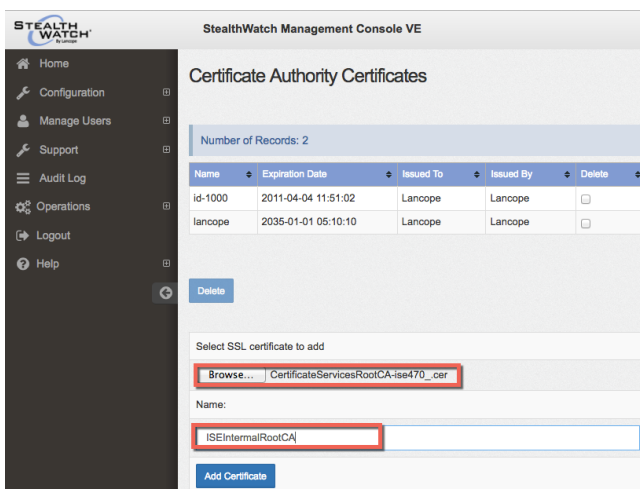 STEALTH
WATCH
By Lancope
StealthWatch Management Console VE
Home
Configuration
Manage Users
Support
Audit Log
Operations
Logout
Help
Certificate Authority Certificates
Number of Records: 2
Name Expiration Date Issued To Issued By Delete
id-1000 2011-04-04 11:51:02 Lancope Lancope
lancope 2035-01-01 05:10:10 Lancope Lancope
Delete
Select SSL certificate to add
Browse... CertificateServicesRootCA-ise470_.cer
Name:
ISEIntermalRootCA
Add Certificate